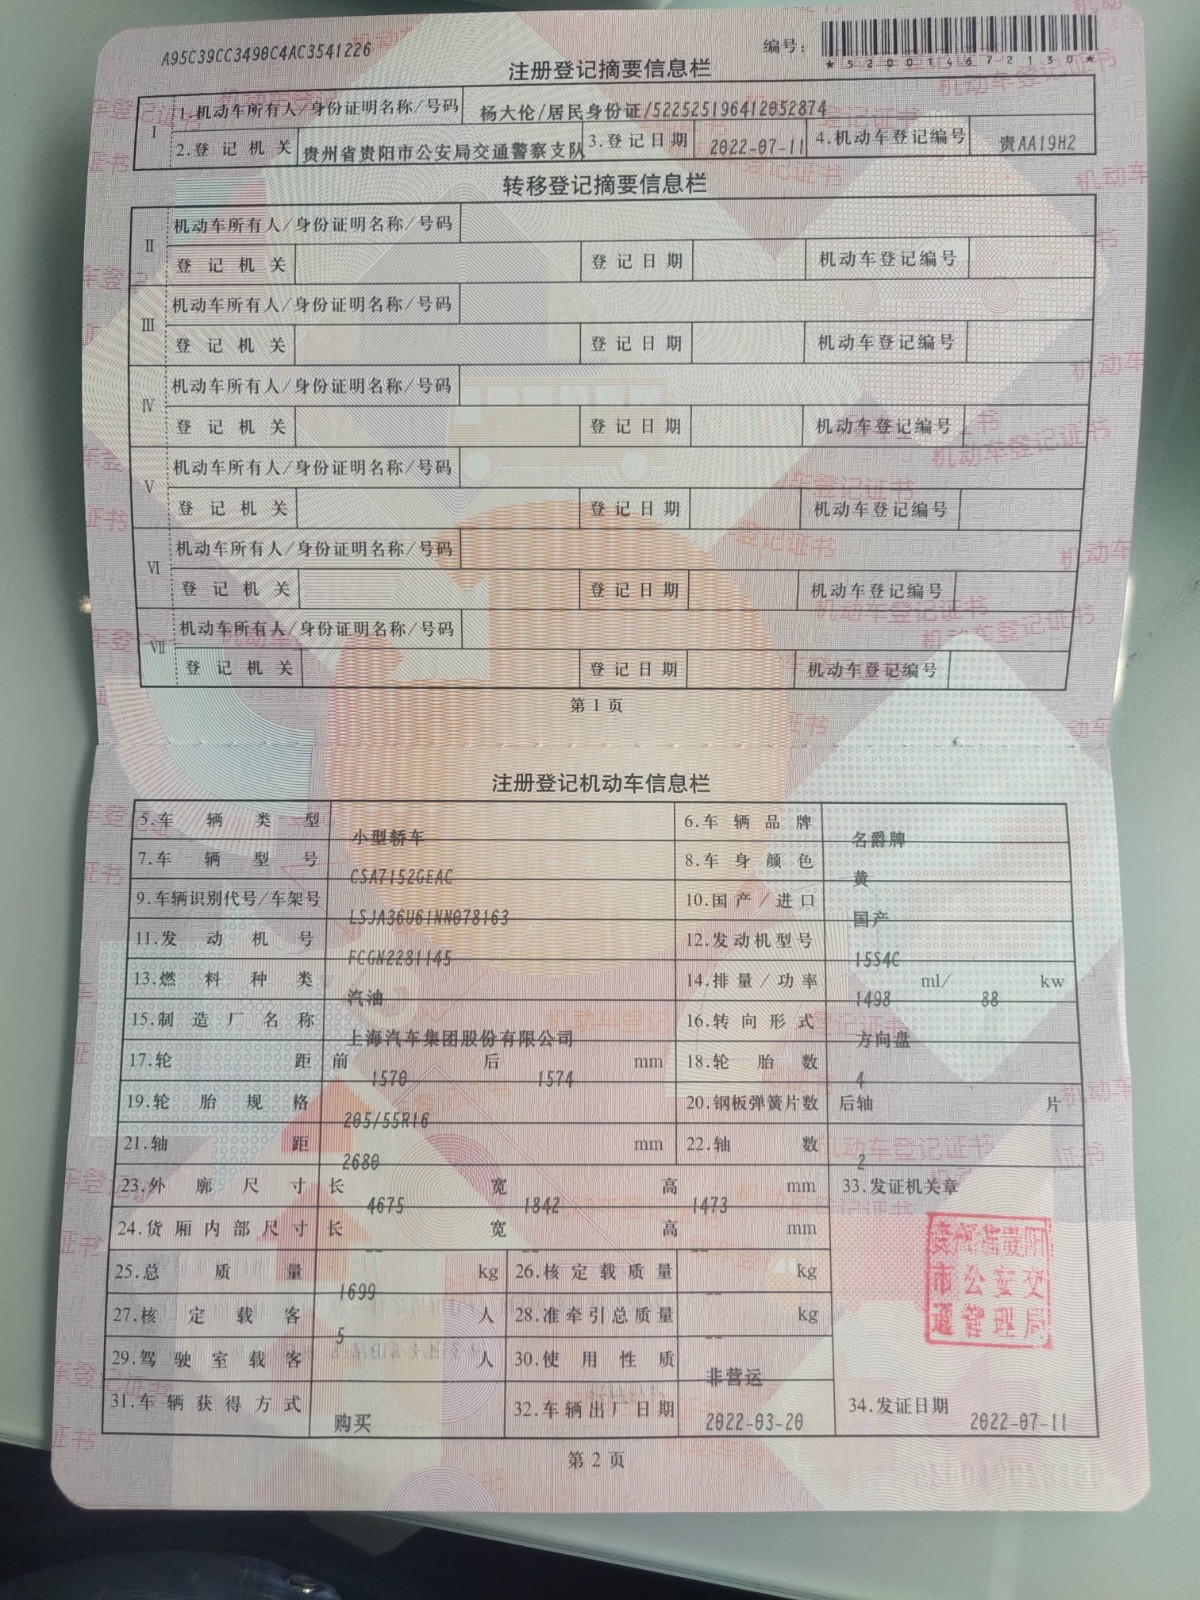 A95C39CC3490C4AC3541226
编号：
*520014672130*
注册登记摘要信息栏
Ⅰ 1.机动车所有人/身份证明名称/号码 杨大伦/居民身份证/522525196412052874
2.登记机关 贵州省贵阳市公安局交通警察支队 3.登记日期 2022-07-11 4.机动车登记编号 贵AA19H2
转移登记摘要信息栏
Ⅱ 机动车所有人/身份证明名称/号码
登记机关 登记日期 机动车登记编号
Ⅲ 机动车所有人/身份证明名称/号码
登记机关 登记日期 机动车登记编号
Ⅳ 机动车所有人/身份证明名称/号码
登记机关 登记日期 机动车登记编号
Ⅴ 机动车所有人/身份证明名称/号码
登记机关 登记日期 机动车登记编号
Ⅵ 机动车所有人/身份证明名称/号码
登记机关 登记日期 机动车登记编号
Ⅶ 机动车所有人/身份证明名称/号码
登记机关 登记日期 机动车登记编号
第1页
注册登记机动车信息栏
5.车辆类型 小型轿车 6.车辆品牌 名爵牌
7.车辆型号 CSA7152GEAC 8.车身颜色 黄
9.车辆识别代号/车架号 LSJA36U61NN078163 10.国产/进口 国产
11.发动机号 FCGN2281145 12.发动机型号 15S4C
13.燃料种类 汽油 14.排量/功率 1498 ml/ 88 kw
15.制造厂名称 上海汽车集团股份有限公司 16.转向形式 方向盘
17.轮距 前 1570 后 1574 mm 18.轮胎数 4
19.轮胎规格 205/55R16 20.钢板弹簧片数 后轴 片
21.轴距 2680 mm 22.轴数 2
23.外廓尺寸 长 4675 宽 1842 高 1473 mm 33.发证机关章
24.货厢内部尺寸 长 -- 宽 -- 高 -- mm
25.总质量 1699 kg 26.核定载质量 -- kg
27.核定载客 5 人 28.准牵引总质量 -- kg
29.驾驶室载客 人 30.使用性质 非营运
31.车辆获得方式 购买 32.车辆出厂日期 2022-03-20 34.发证日期 2022-07-11
贵州省贵阳
市公安交
通管理局
第2页